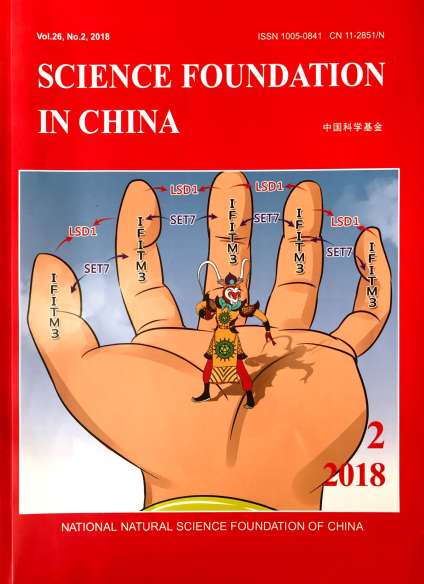 Vol.26, No.2, 2018
ISSN 1005-0841 CN 11-2851/N
SCIENCE FOUNDATION
IN CHINA
中国科学基金
LSD1
LSD1
LSD1
LSD1
SET7
SET7
SET7
SET7
IFITM3
IFITM3
IFITM3
IFITM3
IFITM3
2
2018
NATIONAL NATURAL SCIENCE FOUNDATION OF CHINA